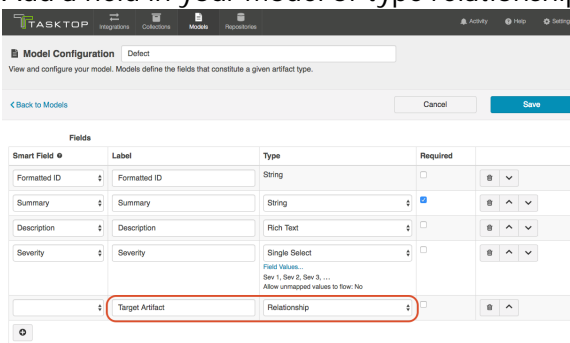 Add a field in your model of type relationship
TASKTOP Integrations Collections Models Repositories Activity Help Settings
Model Configuration Defect
View and configure your model. Models define the fields that constitute a given artifact type.
Back to Models Cancel Save
Fields
Smart Field Label Type Required
Formatted ID Formatted ID String
Summary Summary String
Description Description Rich Text
Severity Severity Single Select
Field Values...
Sev 1, Sev 2, Sev 3, ...
Allow unmapped values to flow: No
Target Artifact Relationship